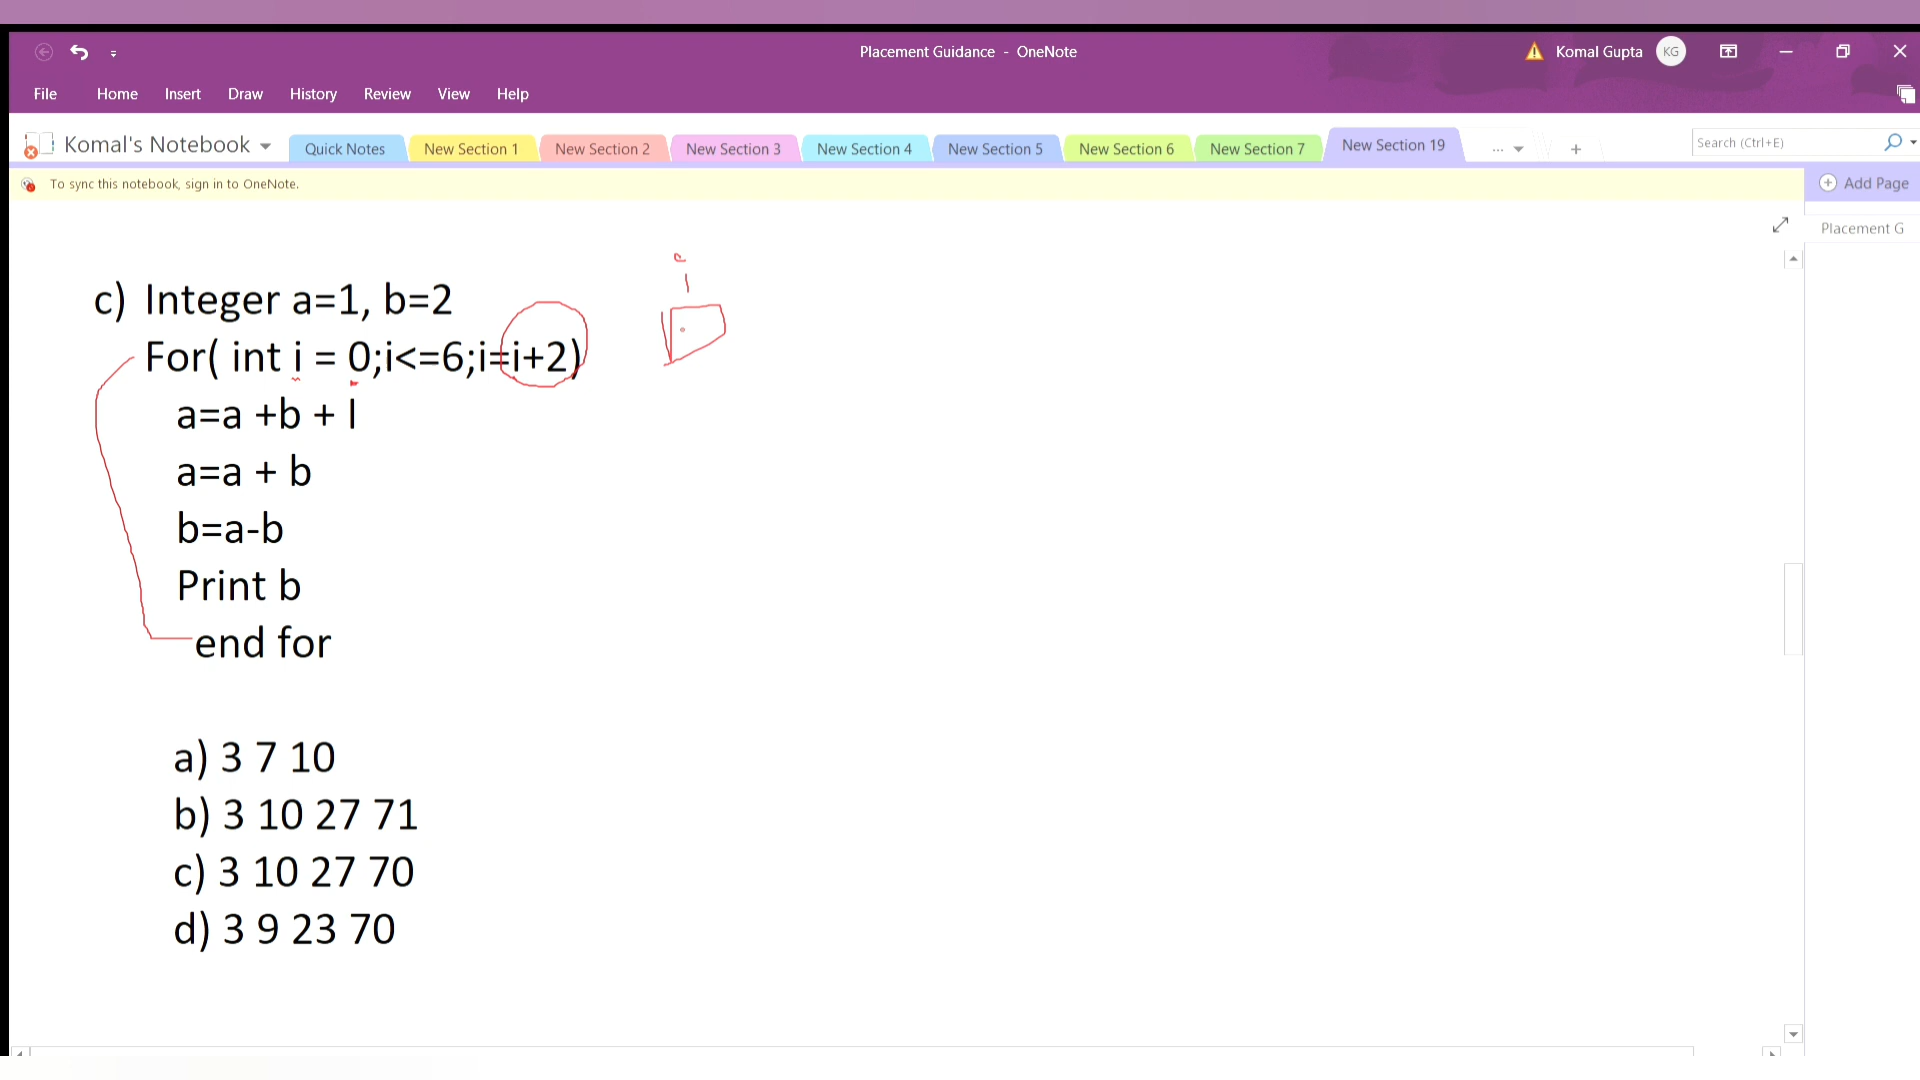 Placement Guidance - OneNote
Komal Gupta
KG
File Home Insert Draw History Review View Help
Komal's Notebook
Quick Notes New Section 1 New Section 2 New Section 3 New Section 4 New Section 5 New Section 6 New Section 7 New Section 19 ... +
Search (Ctrl+E)
To sync this notebook, sign in to OneNote.
Add Page
Placement G
i
c) Integer a=1, b=2
For( int i = 0;i<=6;i=i+2)
a=a +b + I
a=a + b
b=a-b
Print b
end for
a) 3 7 10
b) 3 10 27 71
c) 3 10 27 70
d) 3 9 23 70